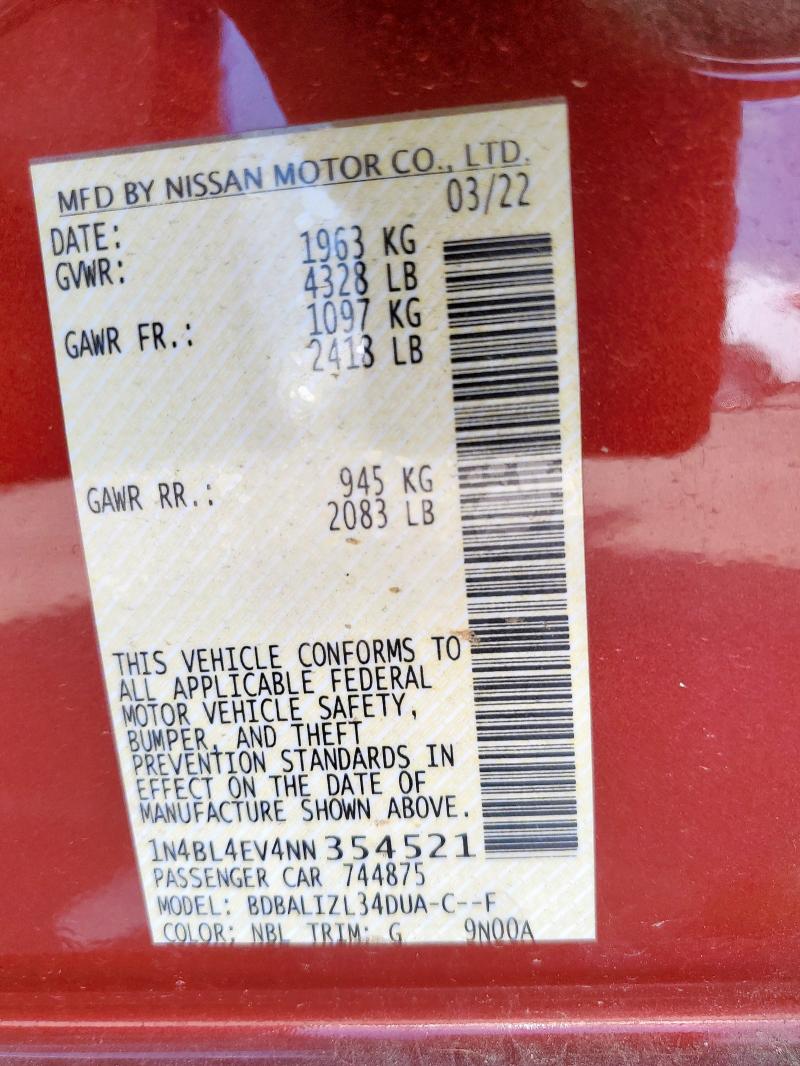 MFD BY NISSAN MOTOR CO., LTD.
DATE: 03/22
GVWR: 1963 KG
4328 LB
GAWR FR.: 1097 KG
2418 LB
GAWR RR.: 945 KG
2083 LB
THIS VEHICLE CONFORMS TO
ALL APPLICABLE FEDERAL
MOTOR VEHICLE SAFETY,
BUMPER, AND THEFT
PREVENTION STANDARDS IN
EFFECT ON THE DATE OF
MANUFACTURE SHOWN ABOVE.
1N4BL4EV4NN354521
PASSENGER CAR 744875
MODEL: BDBALIZL34DUA-C--F
COLOR; NBL TRIM; G 9N00A